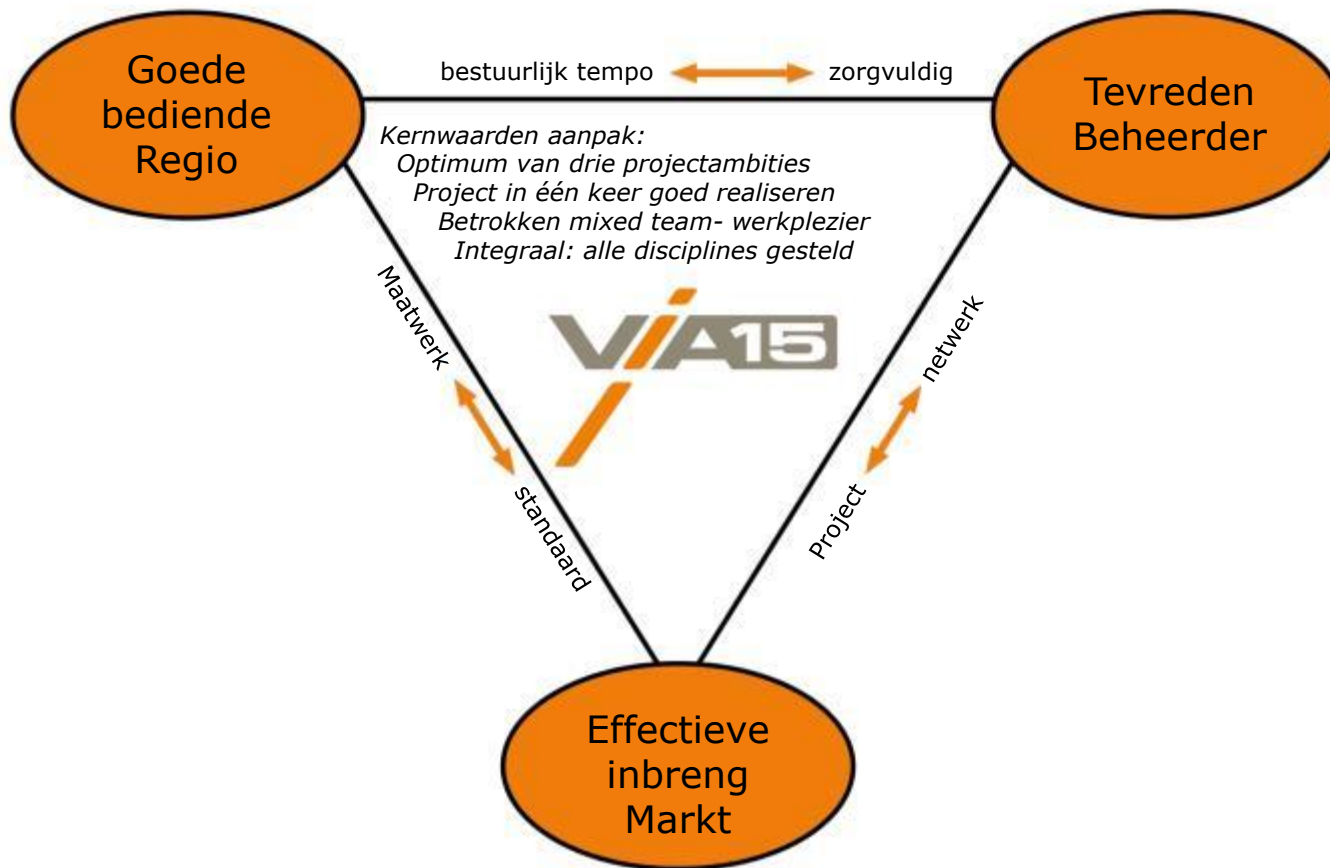 Goede
bediende
Regio
bestuurlijk tempo
zorgvuldig
Tevreden
Beheerder
Kernwaarden aanpak:
Optimum van drie projectambities
Project in één keer goed realiseren
Betrokken mixed team- werkplezier
Integraal: alle disciplines gesteld
ViA15
Maatwerk
standaard
netwerk
Project
Effectieve
inbreng
Markt